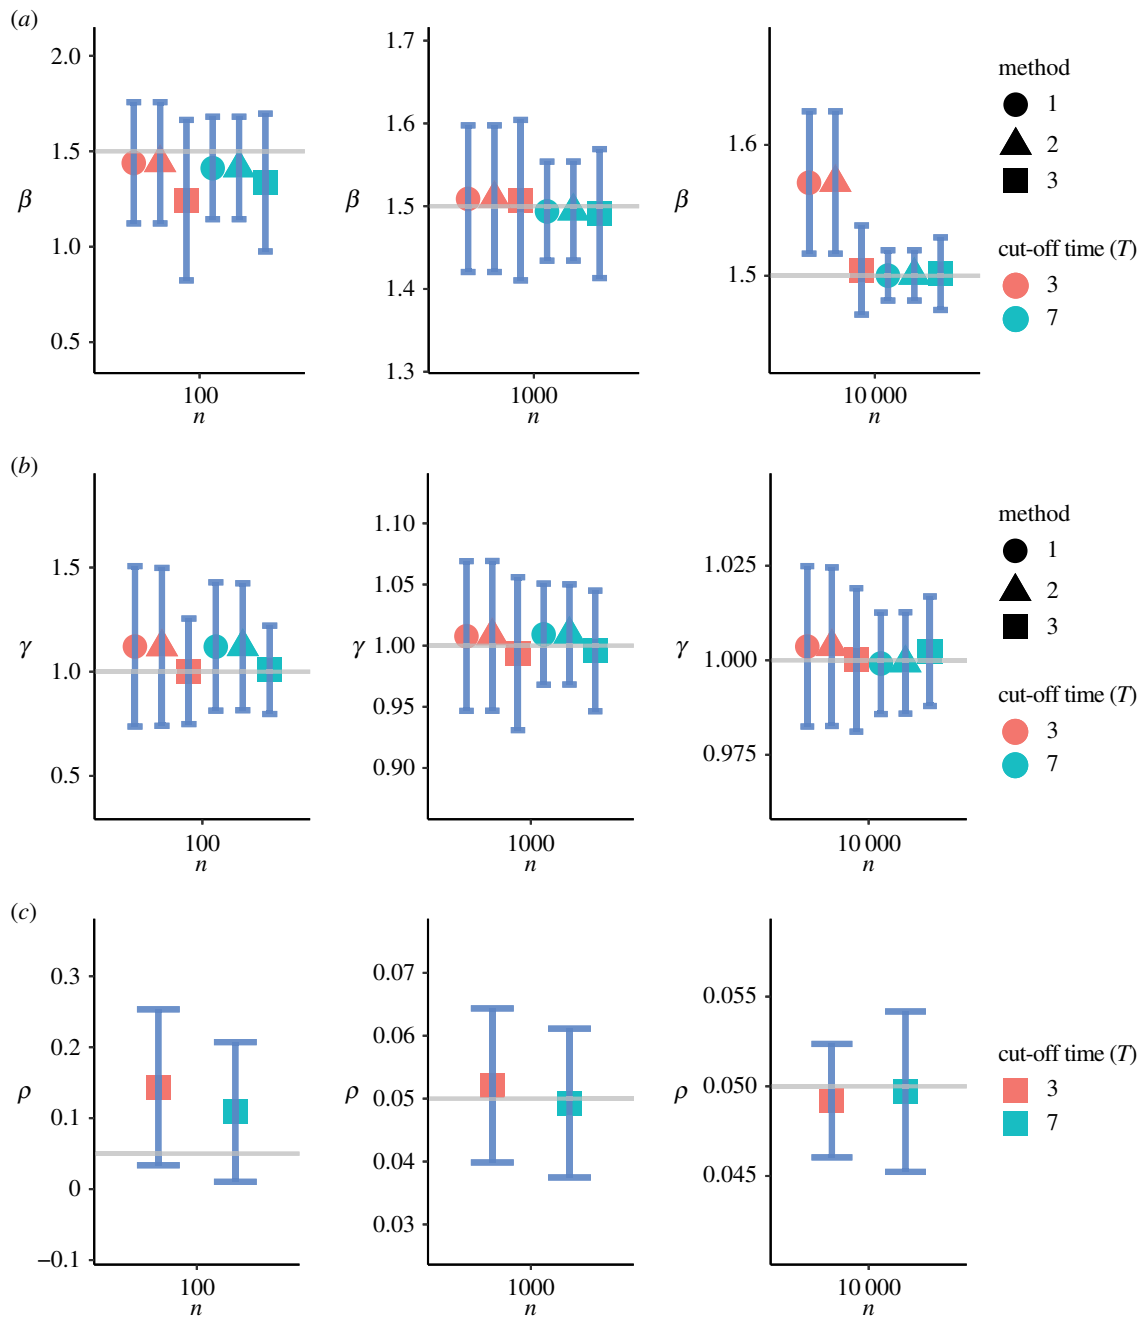 (a)
2.0
1.5
1.0
0.5
β
100
n
1.7
1.6
1.5
1.4
1.3
β
1000
n
1.6
1.5
β
10 000
n
method
1
2
3
cut-off time (T)
3
7
(b)
1.5
1.0
0.5
γ
100
n
1.10
1.05
1.00
0.95
0.90
γ
1000
n
1.025
1.000
0.975
γ
10 000
n
method
1
2
3
cut-off time (T)
3
7
(c)
0.3
0.2
0.1
0
−0.1
ρ
100
n
0.07
0.06
0.05
0.04
0.03
ρ
1000
n
0.055
0.050
0.045
ρ
10 000
n
cut-off time (T)
3
7